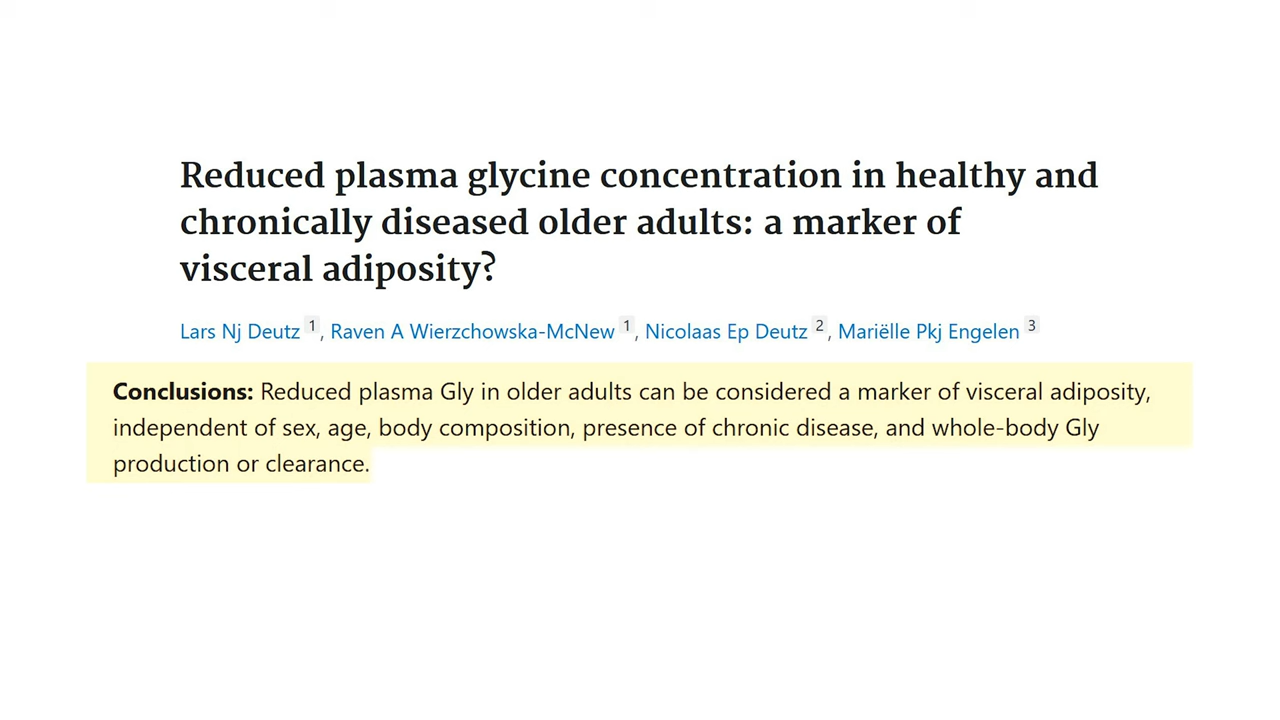 Reduced plasma glycine concentration in healthy and
chronically diseased older adults: a marker of
visceral adiposity?
Lars Nj Deutz 1, Raven A Wierzchowska-McNew 1, Nicolaas Ep Deutz 2, Mariëlle Pkj Engelen 3
Conclusions: Reduced plasma Gly in older adults can be considered a marker of visceral adiposity,
independent of sex, age, body composition, presence of chronic disease, and whole-body Gly
production or clearance.